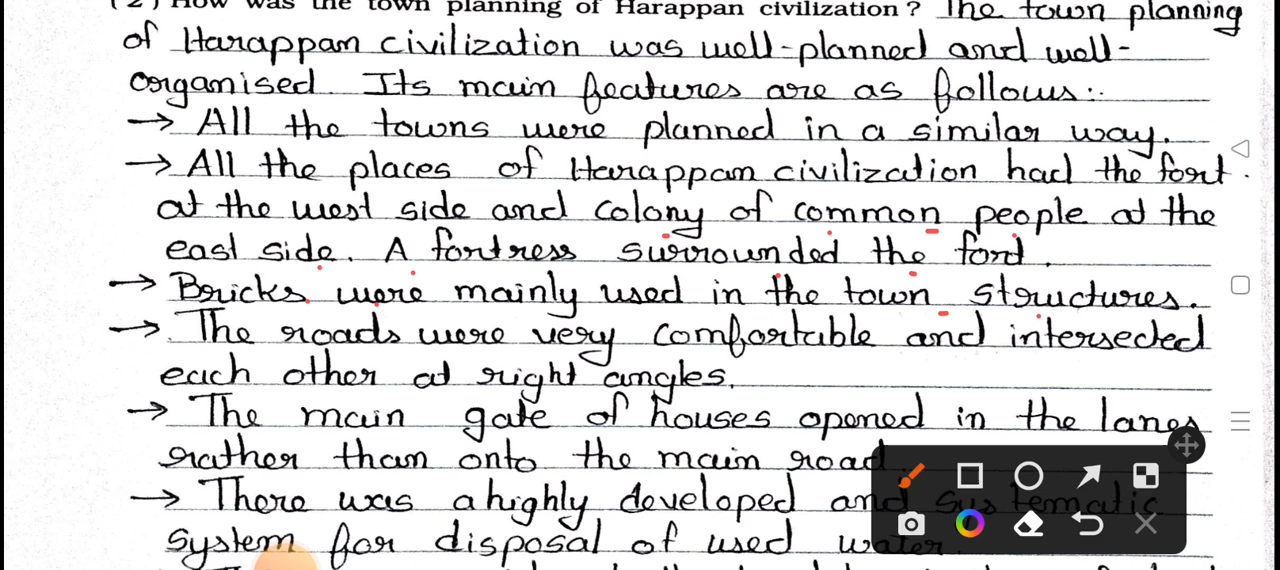 (2) How was the town planning of Harappan civilization? The town planning
of Harappan civilization was well-planned and well-
organised. Its main features are as follows:-
→ All the towns were planned in a similar way.
→ All the places of Harappan civilization had the fort
at the west side and colony of common people at the
east side. A fortress surrounded the fort.
→ Bricks were mainly used in the town structures.
→ The roads were very comfortable and intersected
each other at right angles.
→ The main gate of houses opened in the lanes
rather than onto the main road.
→ There was a highly developed and systematic
system for disposal of used water.